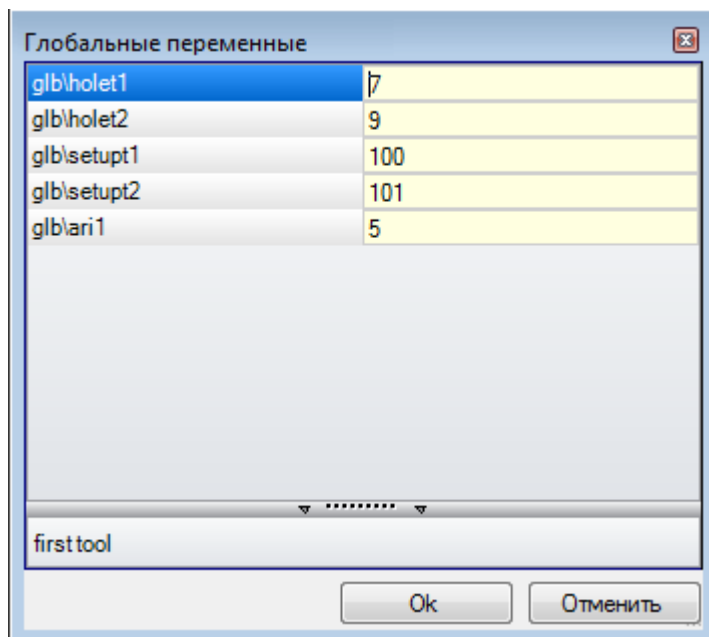 Глобальные переменные
glb\holet1 7
glb\holet2 9
glb\setupt1 100
glb\setupt2 101
glb\ari1 5
first tool
Ok Отменить